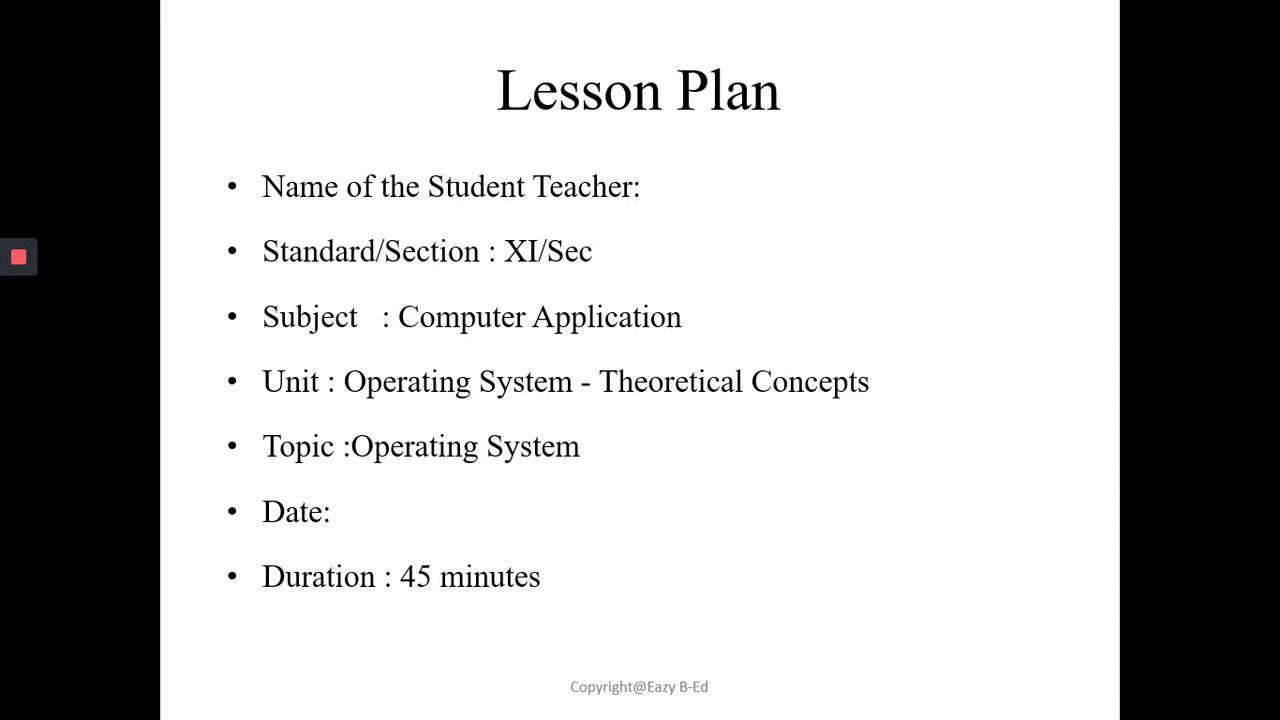 Lesson Plan
• Name of the Student Teacher:
• Standard/Section : XI/Sec
• Subject   : Computer Application
• Unit : Operating System - Theoretical Concepts
• Topic :Operating System
• Date:
• Duration : 45 minutes
Copyright@Eazy B-Ed